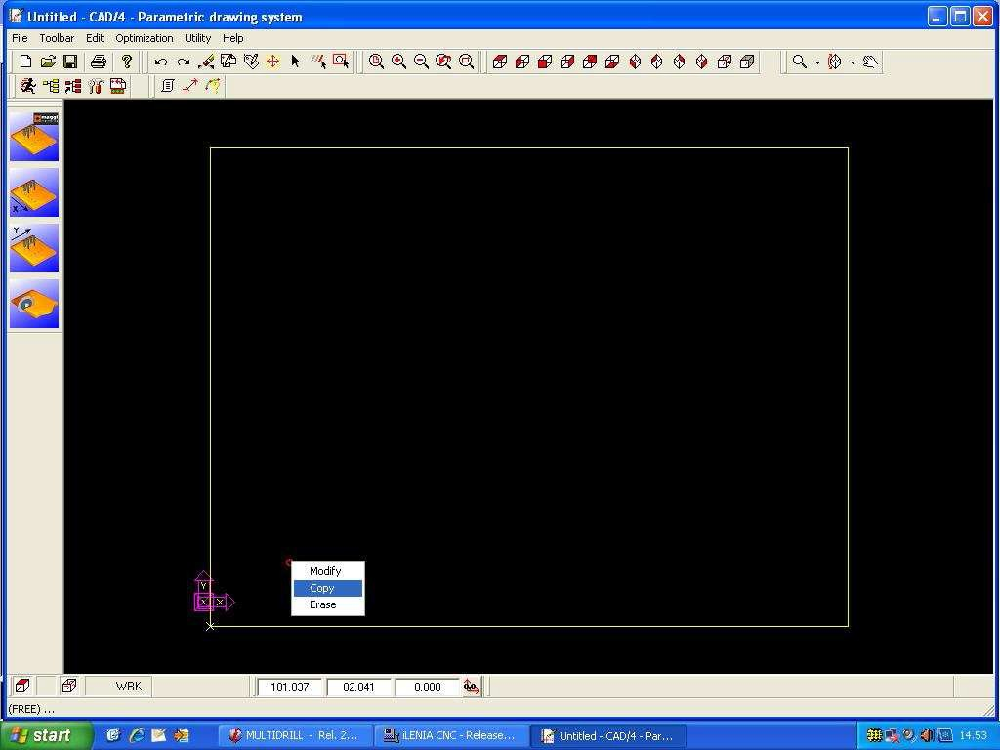 Untitled - CAD/4 - Parametric drawing system
File Toolbar Edit Optimization Utility Help
X
Y
Y
X
Modify
Copy
Erase
WRK
101.837 82.041 0.000
(FREE) ...
start MULTIDRILL - Rel. 2... iLENIA CNC - Release... Untitled - CAD/4 - Par... 14.53